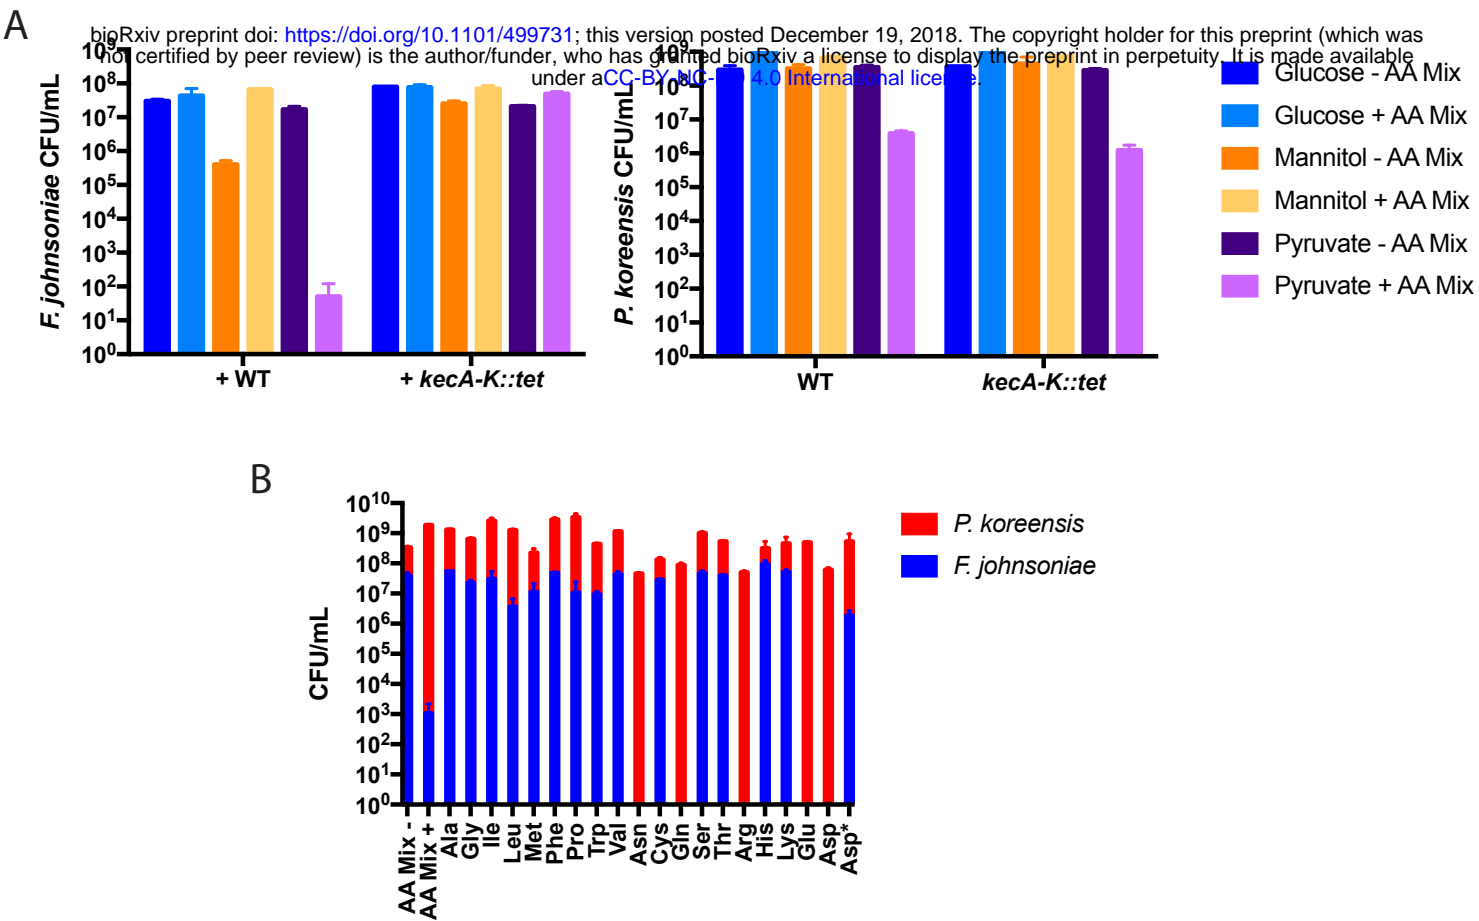 A
bioRxiv preprint doi: https://doi.org/10.1101/499731; this version posted December 19, 2018. The copyright holder for this preprint (which was
not certified by peer review) is the author/funder, who has granted bioRxiv a license to display the preprint in perpetuity. It is made available
under aCC-BY-NC-ND 4.0 International license.
F. johnsoniae CFU/mL
10^9
10^8
10^7
10^6
10^5
10^4
10^3
10^2
10^1
10^0
+ WT
+ kecA-K::tet
P. koreensis CFU/mL
10^9
10^8
10^7
10^6
10^5
10^4
10^3
10^2
10^1
10^0
WT
kecA-K::tet
Glucose - AA Mix
Glucose + AA Mix
Mannitol - AA Mix
Mannitol + AA Mix
Pyruvate - AA Mix
Pyruvate + AA Mix
B
CFU/mL
10^10
10^9
10^8
10^7
10^6
10^5
10^4
10^3
10^2
10^1
10^0
AA Mix -
AA Mix +
Ala
Gly
Ile
Leu
Met
Phe
Pro
Trp
Val
Asn
Cys
Gln
Ser
Thr
Arg
His
Lys
Glu
Asp
Asp*
P. koreensis
F. johnsoniae